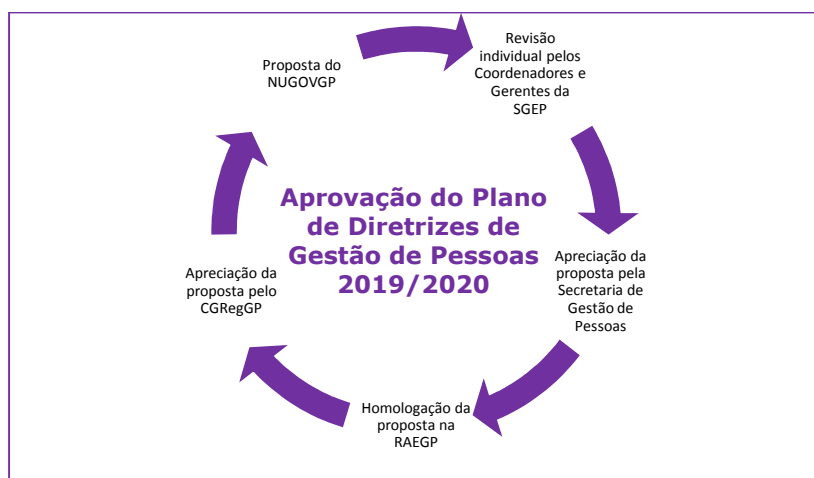 Proposta do
NUGOVGP
Revisão
individual pelos
Coordenadores e
Gerentes da
SGEP
Aprovação do Plano
de Diretrizes de
Gestão de Pessoas
2019/2020
Apreciação da
proposta pela
Secretaria de
Gestão de
Pessoas
Homologação da
proposta na
RAEGP
Apreciação da
proposta pelo
CGRegGP